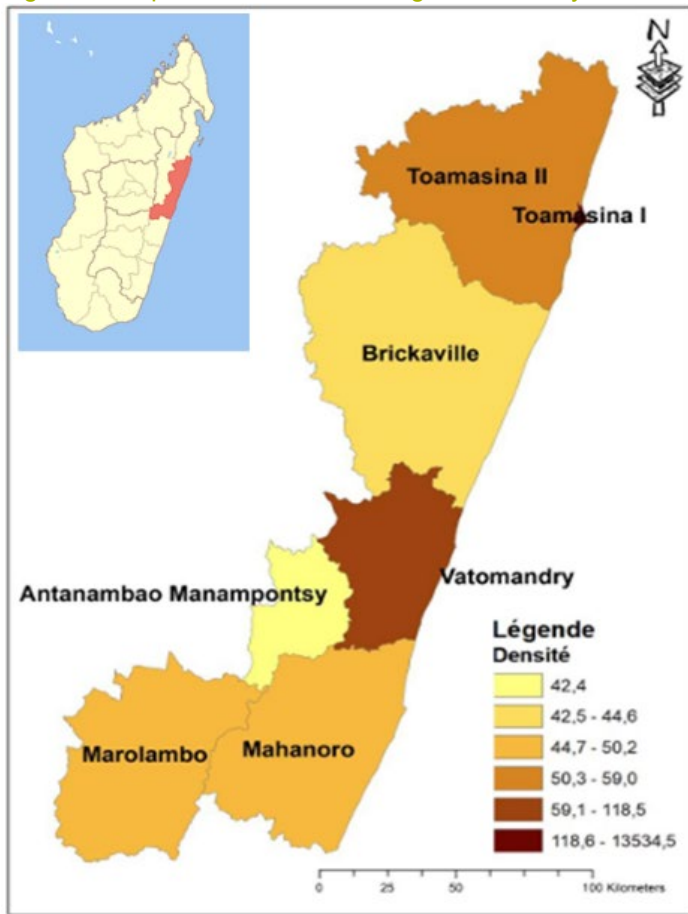 N
Toamasina II
Toamasina I
Brickaville
Vatomandry
Antanambao Manampontsy
Marolambo
Mahanoro
Légende
Densité
42,4
42,5 - 44,6
44,7 - 50,2
50,3 - 59,0
59,1 - 118,5
118,6 - 13534,5
0 25 50 100 Kilometers